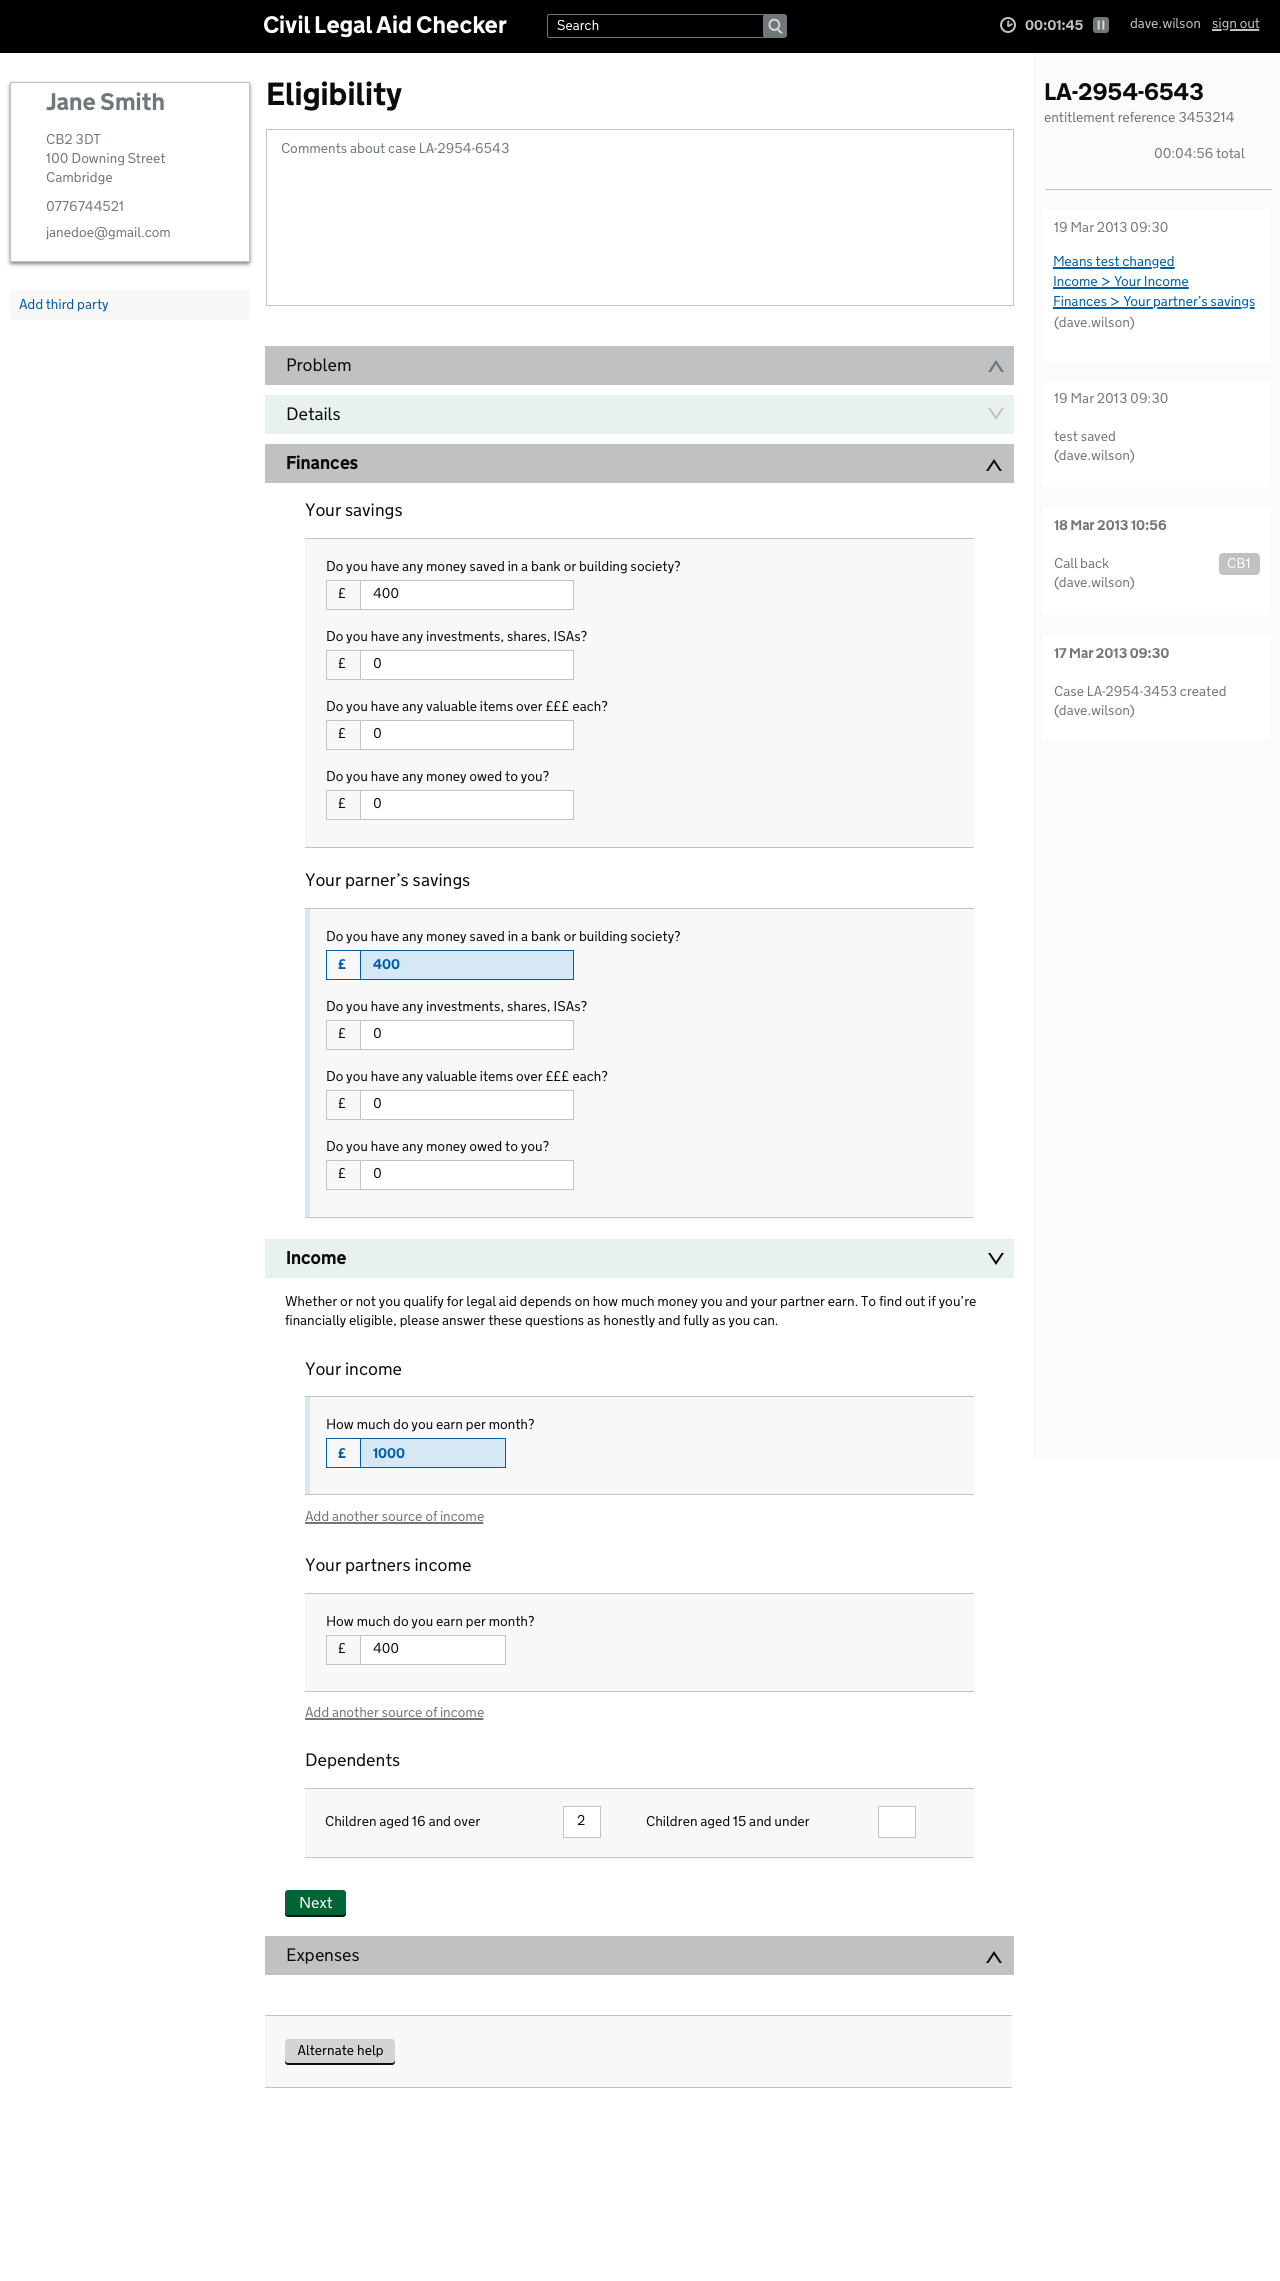 Civil Legal Aid Checker
Search
00:01:45
dave.wilson
sign out
Jane Smith
CB2 3DT
100 Downing Street
Cambridge
0776744521
janedoe@gmail.com
Add third party
Eligibility
Comments about case LA-2954-6543
Problem
Details
Finances
Your savings
Do you have any money saved in a bank or building society?
£ 400
Do you have any investments, shares, ISAs?
£ 0
Do you have any valuable items over £££ each?
£ 0
Do you have any money owed to you?
£ 0
Your parner's savings
Do you have any money saved in a bank or building society?
£ 400
Do you have any investments, shares, ISAs?
£ 0
Do you have any valuable items over £££ each?
£ 0
Do you have any money owed to you?
£ 0
Income
Whether or not you qualify for legal aid depends on how much money you and your partner earn. To find out if you're
financially eligible, please answer these questions as honestly and fully as you can.
Your income
How much do you earn per month?
£ 1000
Add another source of income
Your partners income
How much do you earn per month?
£ 400
Add another source of income
Dependents
Children aged 16 and over 2 Children aged 15 and under
Next
Expenses
Alternate help
LA-2954-6543
entitlement reference 3453214
00:04:56 total
19 Mar 2013 09:30
Means test changed
Income > Your Income
Finances > Your partner's savings
(dave.wilson)
19 Mar 2013 09:30
test saved
(dave.wilson)
18 Mar 2013 10:56
Call back CB1
(dave.wilson)
17 Mar 2013 09:30
Case LA-2954-3453 created
(dave.wilson)